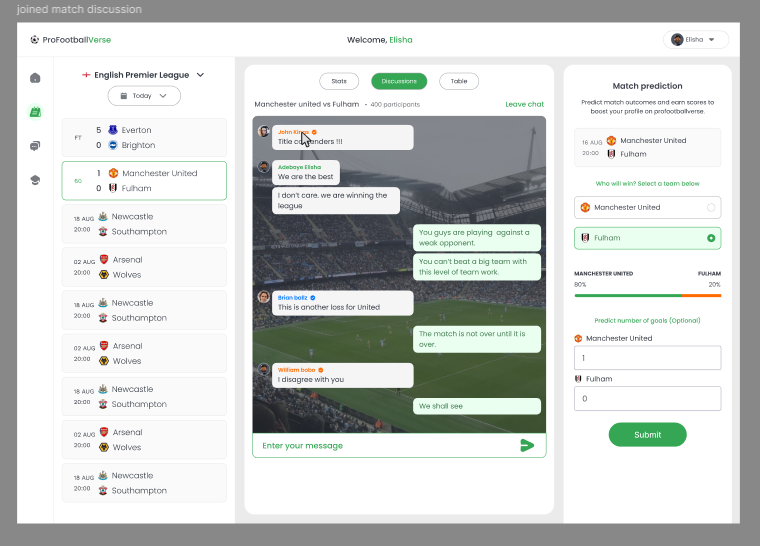 joined match discussion
ProFootballVerse
Welcome, Elisha
Elisha
English Premier League
Today
FT
5 Everton
0 Brighton
60
1 Manchester United
0 Fulham
18 AUG
20:00
Newcastle
Southampton
02 AUG
20:00
Arsenal
Wolves
18 AUG
20:00
Newcastle
Southampton
02 AUG
20:00
Arsenal
Wolves
18 AUG
20:00
Newcastle
Southampton
02 AUG
20:00
Arsenal
Wolves
18 AUG
20:00
Newcastle
Southampton
Stats
Discussions
Table
Manchester united vs Fulham • 400 participants
Leave chat
John
Title contenders !!!
Adeboye Elisha
We are the best
I don't care. we are winning the
league
You guys are playing against a
weak opponent.
You can't beat a big team with
this level of team work.
Brian ballz
This is another loss for United
The match is not over until it is
over.
William bobo
I disagree with you
We shall see
Enter your message
Match prediction
Predict match outcomes and earn scores to
boost your profile on profootballverse.
16 AUG
20:00
Manchester United
Fulham
Who will win? Select a team below
Manchester United
Fulham
MANCHESTER UNITED
FULHAM
80%
20%
Predict number of goals (Optional)
Manchester United
1
Fulham
0
Submit